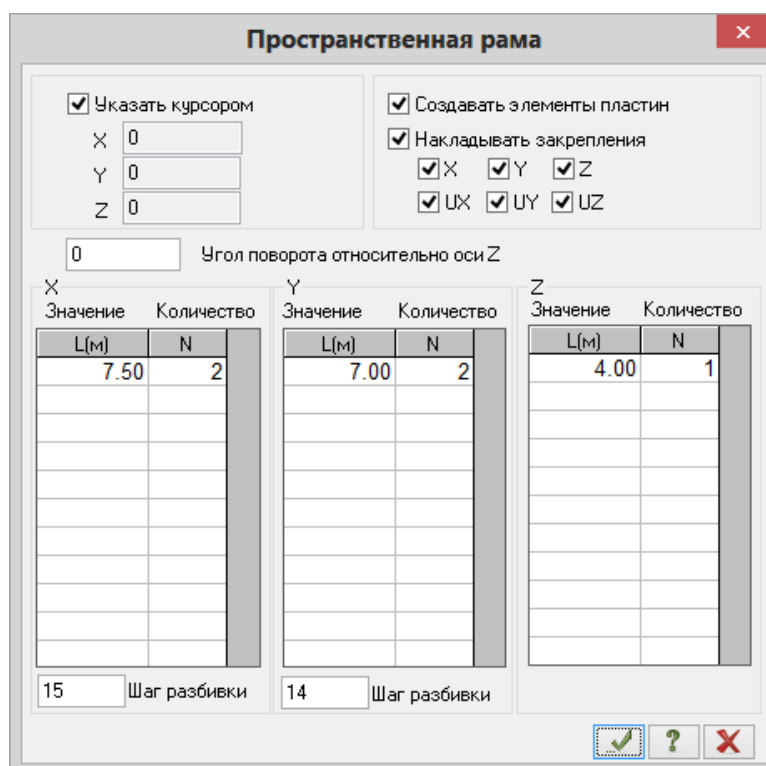 Пространственная рама
Указать курсором
X 0
Y 0
Z 0
Создавать элементы пластин
Накладывать закрепления
X Y Z
UX UY UZ
0 Угол поворота относительно оси Z
X
Значение Количество
L(м) N
7.50 2
15 Шаг разбивки
Y
Значение Количество
L(м) N
7.00 2
14 Шаг разбивки
Z
Значение Количество
L(м) N
4.00 1